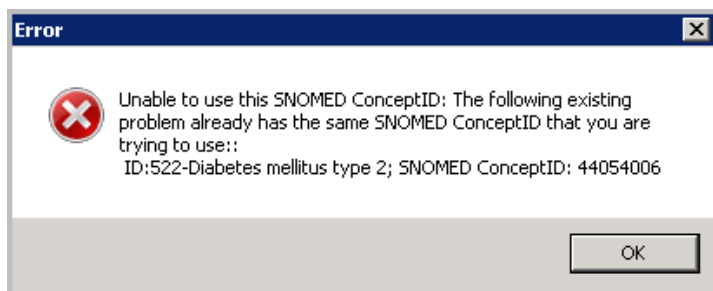 Error
Unable to use this SNOMED ConceptID: The following existing
problem already has the same SNOMED ConceptID that you are
trying to use::
ID:522-Diabetes mellitus type 2; SNOMED ConceptID: 44054006
OK